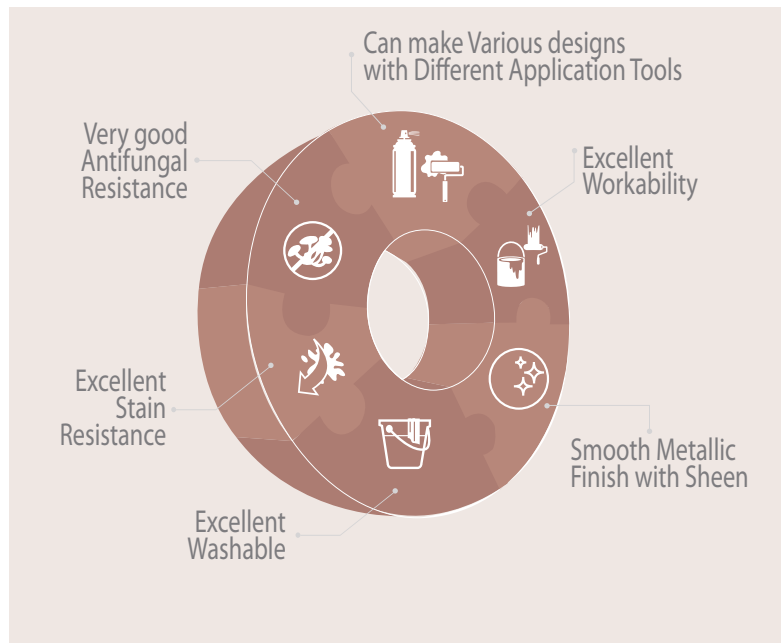 Can make Various designs
with Different Application Tools
Very good
Antifungal
Resistance
Excellent
Workability
Excellent
Stain
Resistance
Smooth Metallic
Finish with Sheen
Excellent
Washable